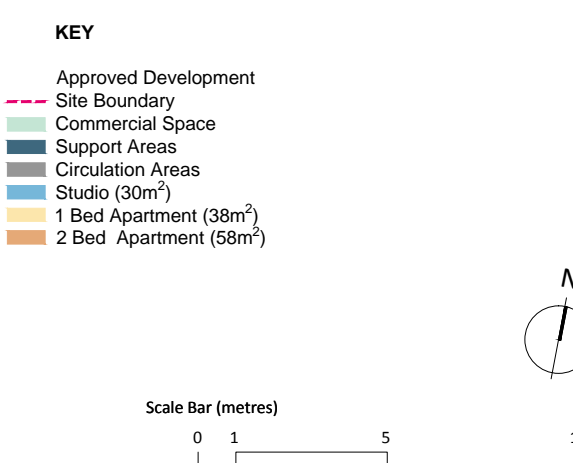 KEY
Approved Development
Site Boundary
Commercial Space
Support Areas
Circulation Areas
Studio (30m²)
1 Bed Apartment (38m²)
2 Bed Apartment (58m²)
N
Scale Bar (metres)
0 1 5